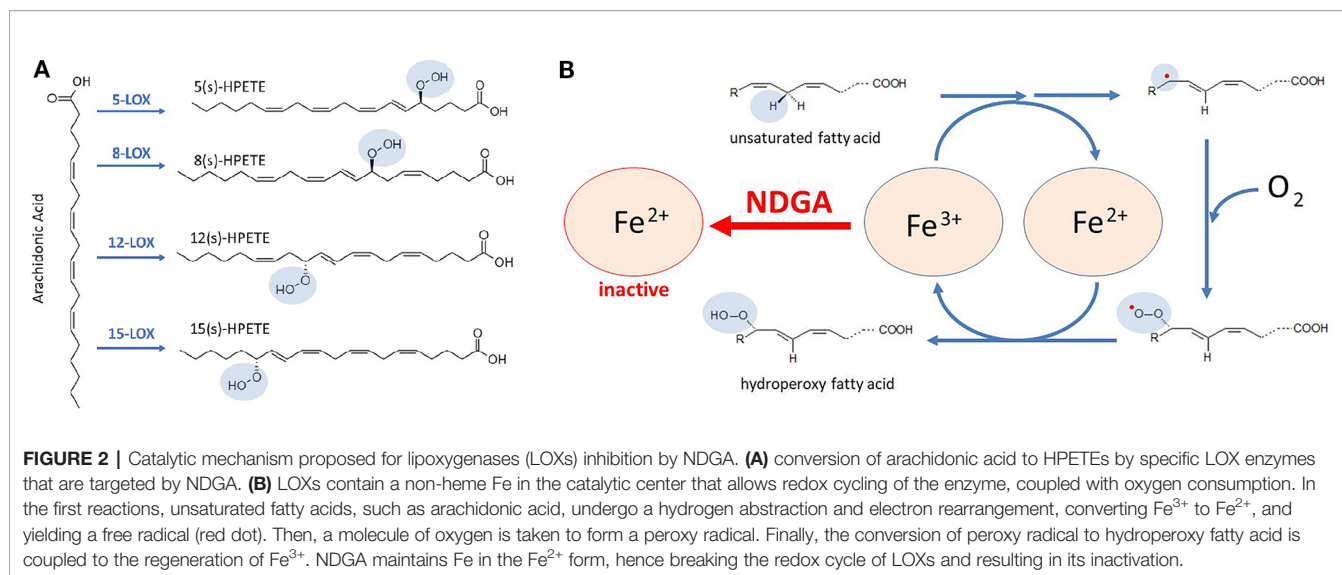 A
OH
O
Arachidonic Acid
5-LOX
5(s)-HPETE
O OH
O
OH
8-LOX
8(s)-HPETE
O OH
O
OH
12-LOX
12(s)-HPETE
HO O
O
OH
15-LOX
15(s)-HPETE
HO O
O
OH
B
R
H H
COOH
unsaturated fatty acid
R
H
COOH
NDGA
Fe2+
inactive
Fe3+
Fe2+
O2
HO-O
R
H
COOH
hydroperoxy fatty acid
O-O
R
H
COOH
FIGURE 2 | Catalytic mechanism proposed for lipoxygenases (LOXs) inhibition by NDGA. (A) conversion of arachidonic acid to HPETEs by specific LOX enzymes
that are targeted by NDGA. (B) LOXs contain a non-heme Fe in the catalytic center that allows redox cycling of the enzyme, coupled with oxygen consumption. In
the first reactions, unsaturated fatty acids, such as arachidonic acid, undergo a hydrogen abstraction and electron rearrangement, converting Fe3+ to Fe2+, and
yielding a free radical (red dot). Then, a molecule of oxygen is taken to form a peroxy radical. Finally, the conversion of peroxy radical to hydroperoxy fatty acid is
coupled to the regeneration of Fe3+. NDGA maintains Fe in the Fe2+ form, hence breaking the redox cycle of LOXs and resulting in its inactivation.